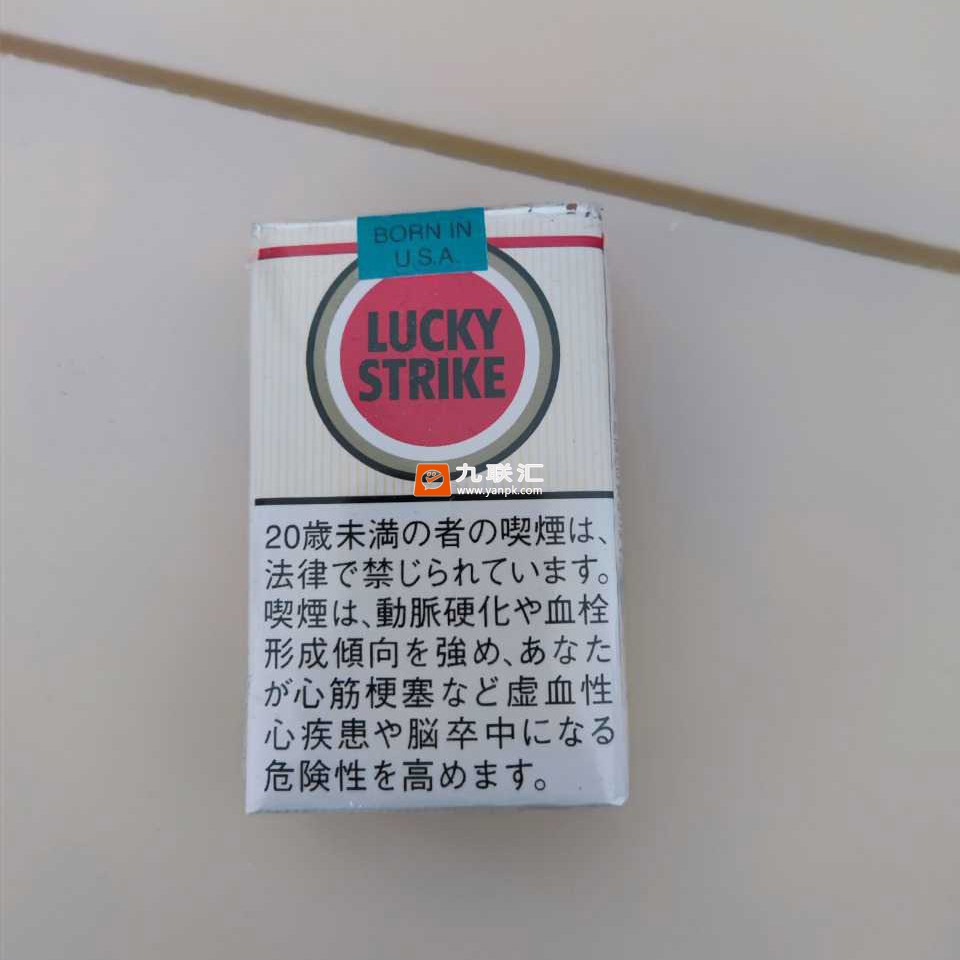 BORN IN
U.S.A.
LUCKY
STRIKE
九联汇
www.yanpk.com
20歳未満の者の喫煙は、
法律で禁じられています。
喫煙は、動脈硬化や血栓
形成傾向を強め、あなた
が心筋梗塞など虚血性
心疾患や脳卒中になる
危険性を高めます。